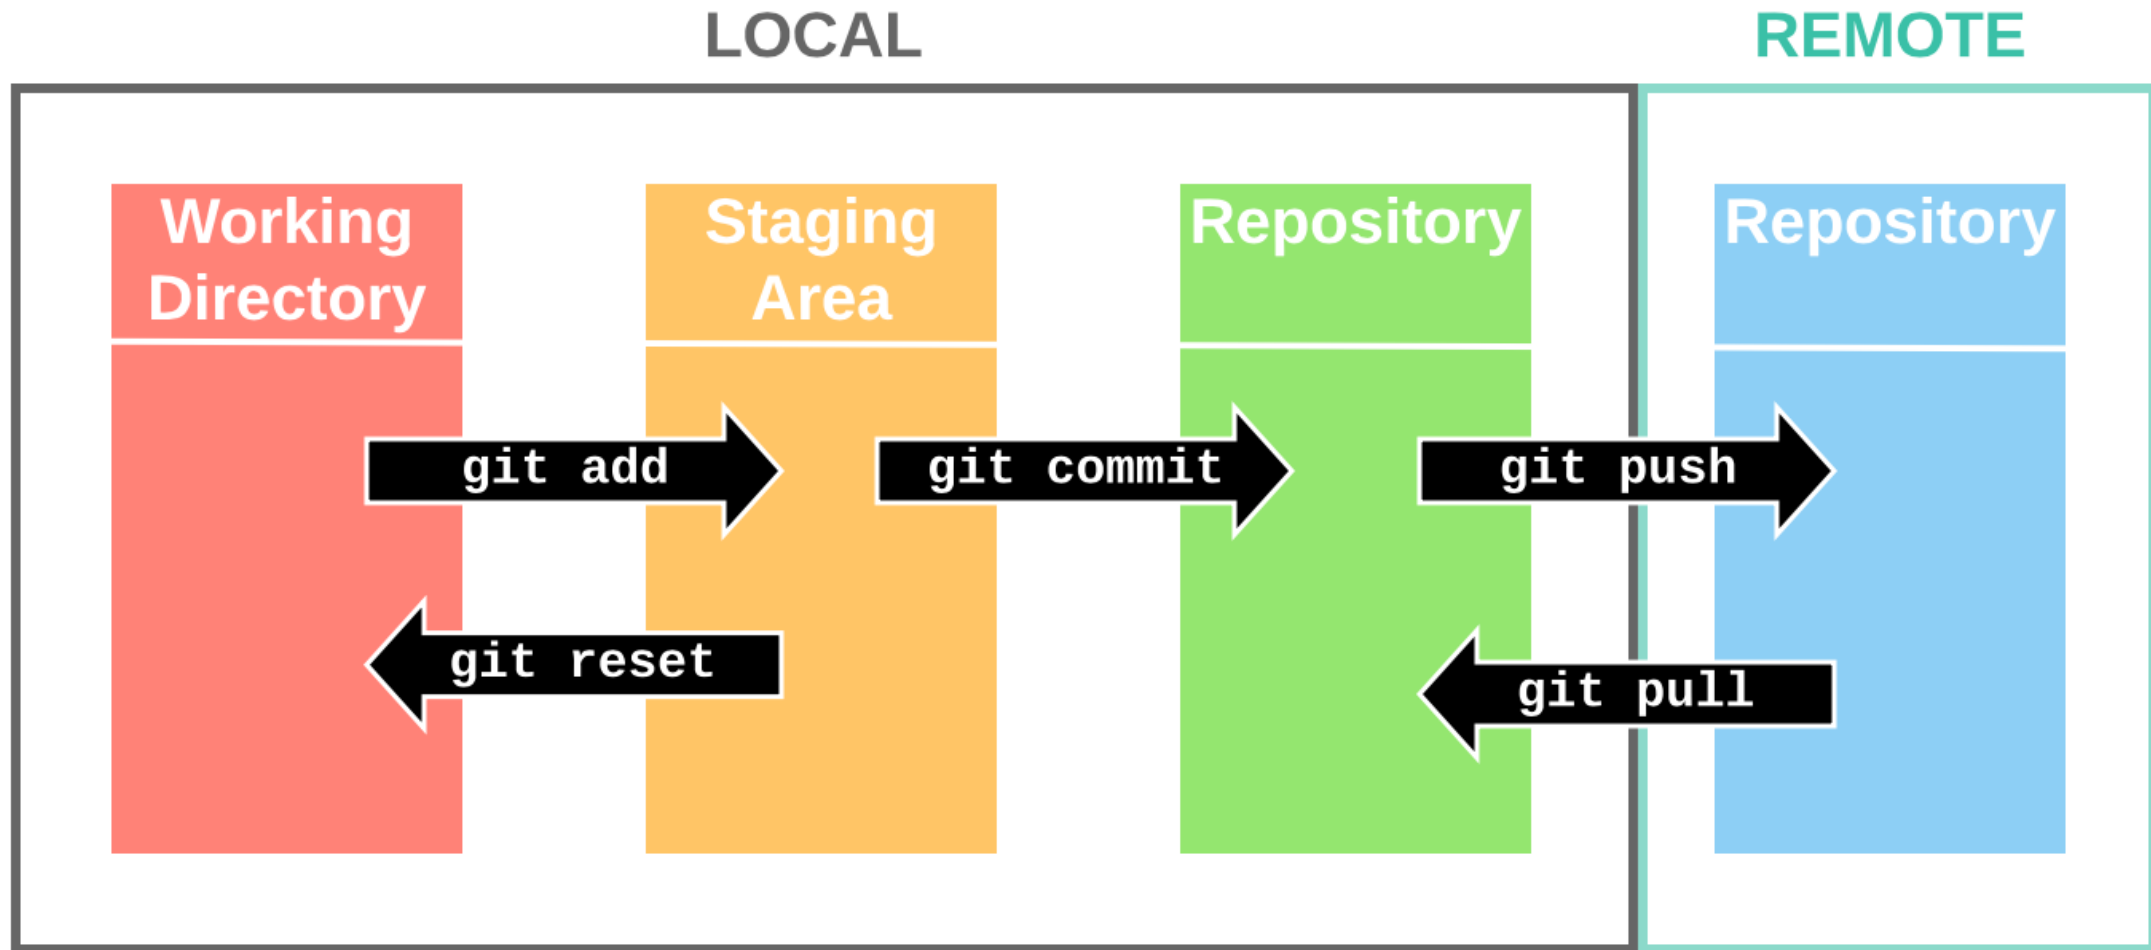 LOCAL
REMOTE
Working
Directory
Staging
Area
Repository
Repository
git add
git commit
git push
git reset
git pull